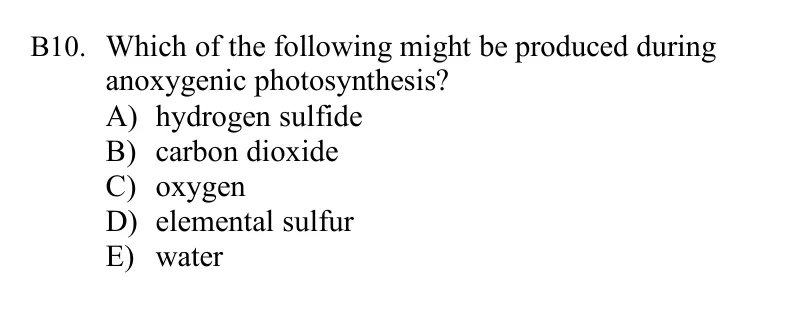 B10. Which of the following might be produced during
anoxygenic photosynthesis?
A) hydrogen sulfide
B) carbon dioxide
C) oxygen
D) elemental sulfur
E) water